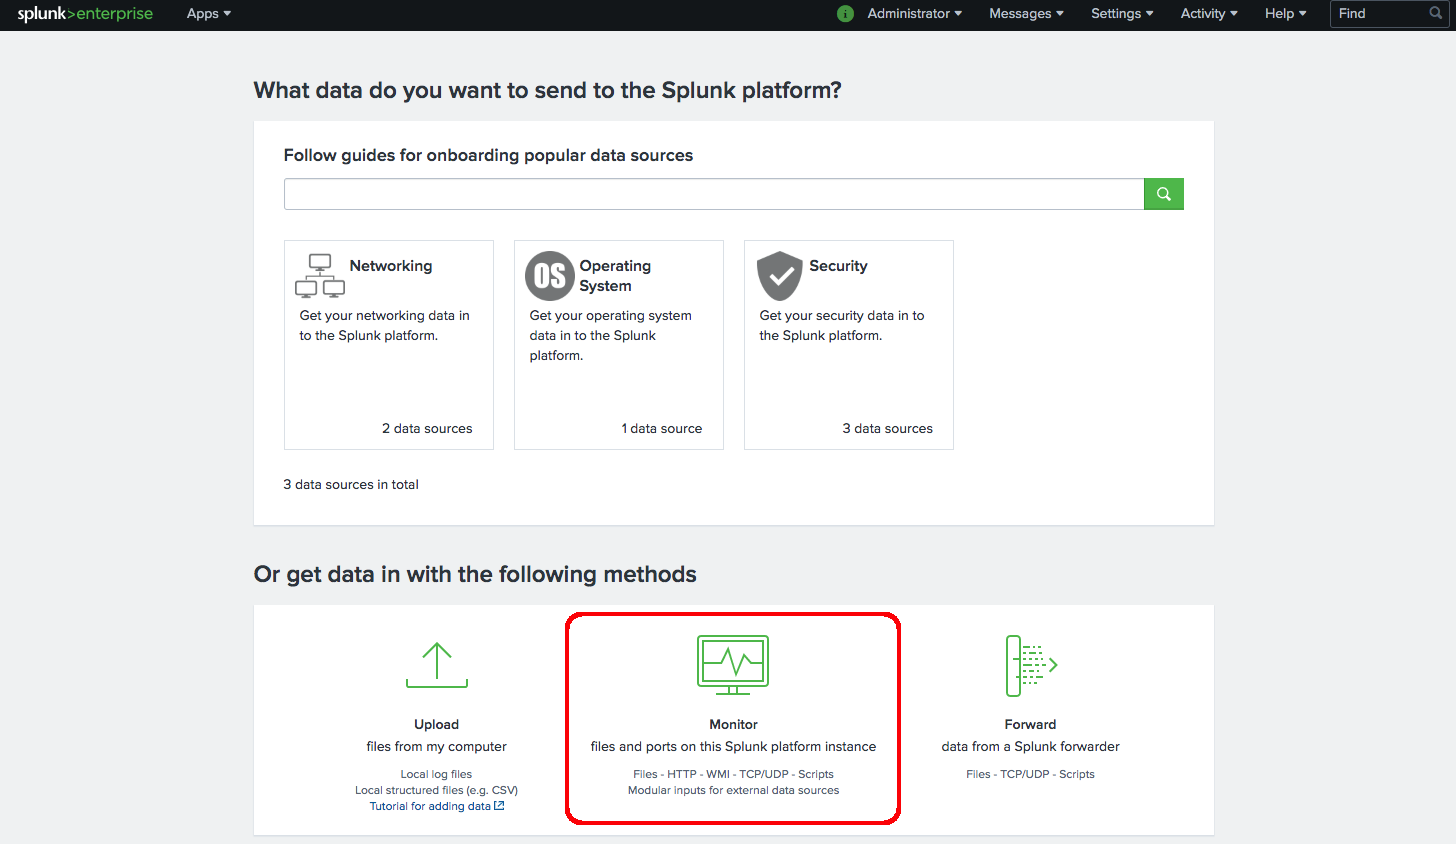 splunk>enterprise Apps i Administrator Messages Settings Activity Help Find
What data do you want to send to the Splunk platform?
Follow guides for onboarding popular data sources
Networking
Get your networking data in
to the Splunk platform.
2 data sources
OS
Operating
System
Get your operating system
data in to the Splunk
platform.
1 data source
Security
Get your security data in to
the Splunk platform.
3 data sources
3 data sources in total
Or get data in with the following methods
Upload
files from my computer
Local log files
Local structured files (e.g. CSV)
Tutorial for adding data
Monitor
files and ports on this Splunk platform instance
Files - HTTP - WMI - TCP/UDP - Scripts
Modular inputs for external data sources
Forward
data from a Splunk forwarder
Files - TCP/UDP - Scripts